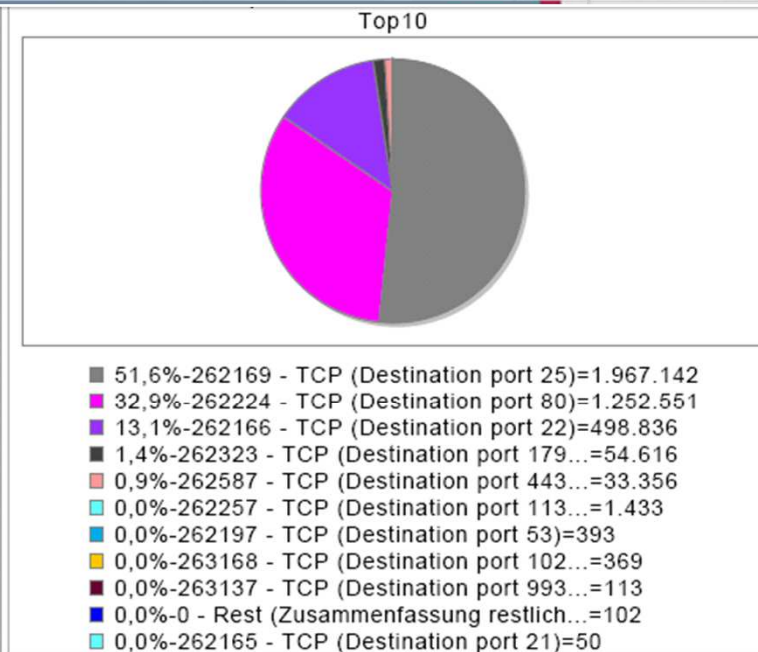 Top10
51,6%-262169 - TCP (Destination port 25)=1.967.142
32,9%-262224 - TCP (Destination port 80)=1.252.551
13,1%-262166 - TCP (Destination port 22)=498.836
1,4%-262323 - TCP (Destination port 179...=54.616
0,9%-262587 - TCP (Destination port 443...=33.356
0,0%-262257 - TCP (Destination port 113...=1.433
0,0%-262197 - TCP (Destination port 53)=393
0,0%-263168 - TCP (Destination port 102...=369
0,0%-263137 - TCP (Destination port 993...=113
0,0%-0 - Rest (Zusammenfassung restlich...=102
0,0%-262165 - TCP (Destination port 21)=50